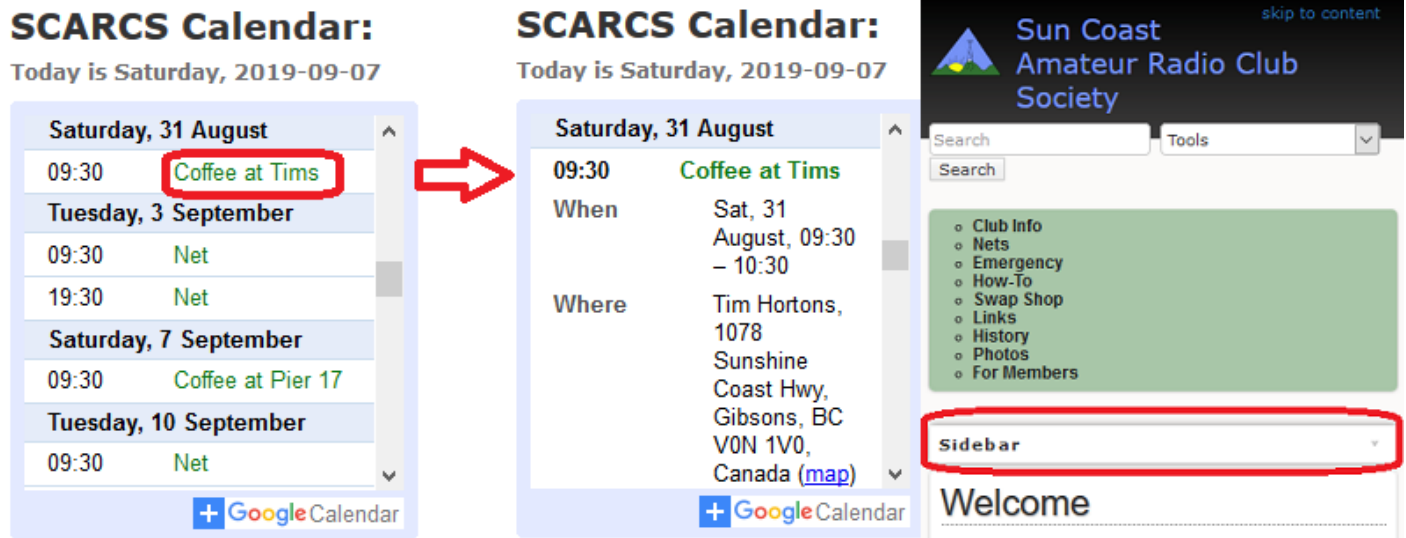 SCARCS Calendar:
Today is Saturday, 2019-09-07
Saturday, 31 August
09:30 Coffee at Tims
Tuesday, 3 September
09:30 Net
19:30 Net
Saturday, 7 September
09:30 Coffee at Pier 17
Tuesday, 10 September
09:30 Net
+ Google Calendar
SCARCS Calendar:
Today is Saturday, 2019-09-07
Saturday, 31 August
09:30 Coffee at Tims
When Sat, 31
August, 09:30
– 10:30
Where Tim Hortons,
1078
Sunshine
Coast Hwy,
Gibsons, BC
V0N 1V0,
Canada (map)
+ Google Calendar
skip to content
Sun Coast
Amateur Radio Club
Society
Search Tools
Search
Club Info
Nets
Emergency
How-To
Swap Shop
Links
History
Photos
For Members
Sidebar
Welcome